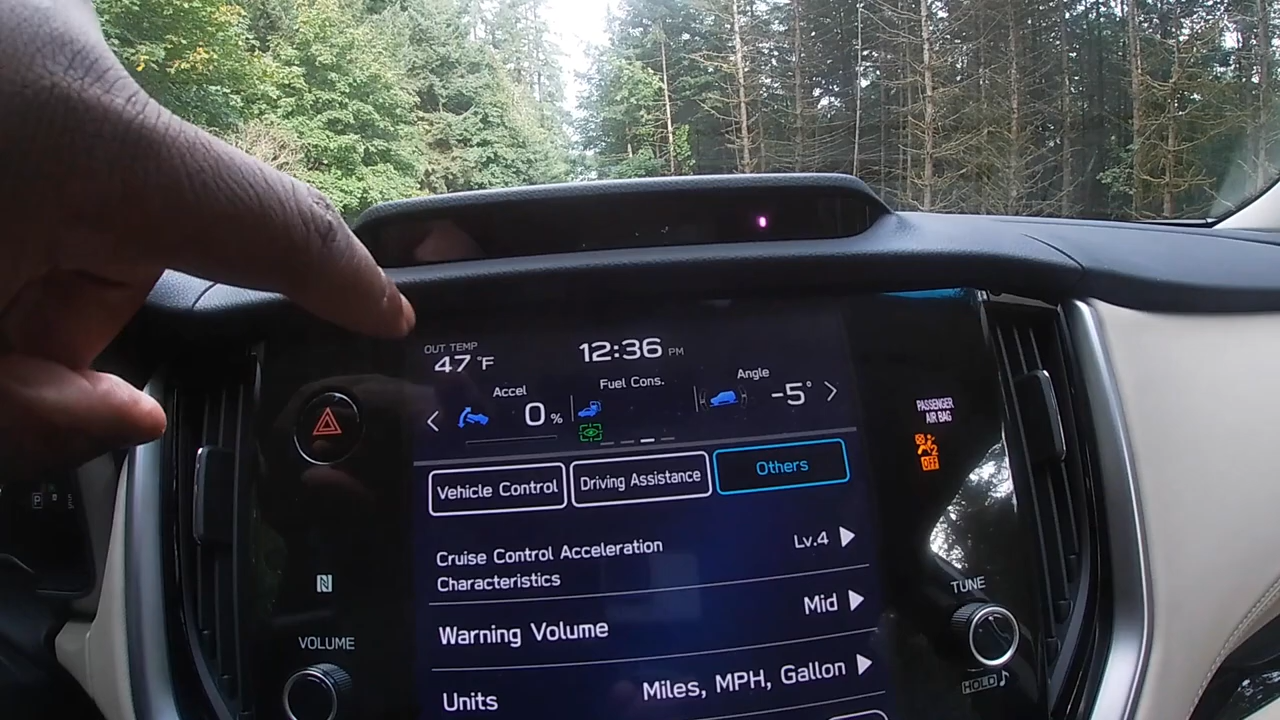 OUT TEMP
47 °F
12:36 PM
Accel
0 %
Fuel Cons.
Angle
-5°
PASSENGER
AIR BAG
2
OFF
Vehicle Control
Driving Assistance
Others
Cruise Control Acceleration
Characteristics
Lv.4
Warning Volume
Mid
Units
Miles, MPH, Gallon
N
VOLUME
TUNE
HOLD
P